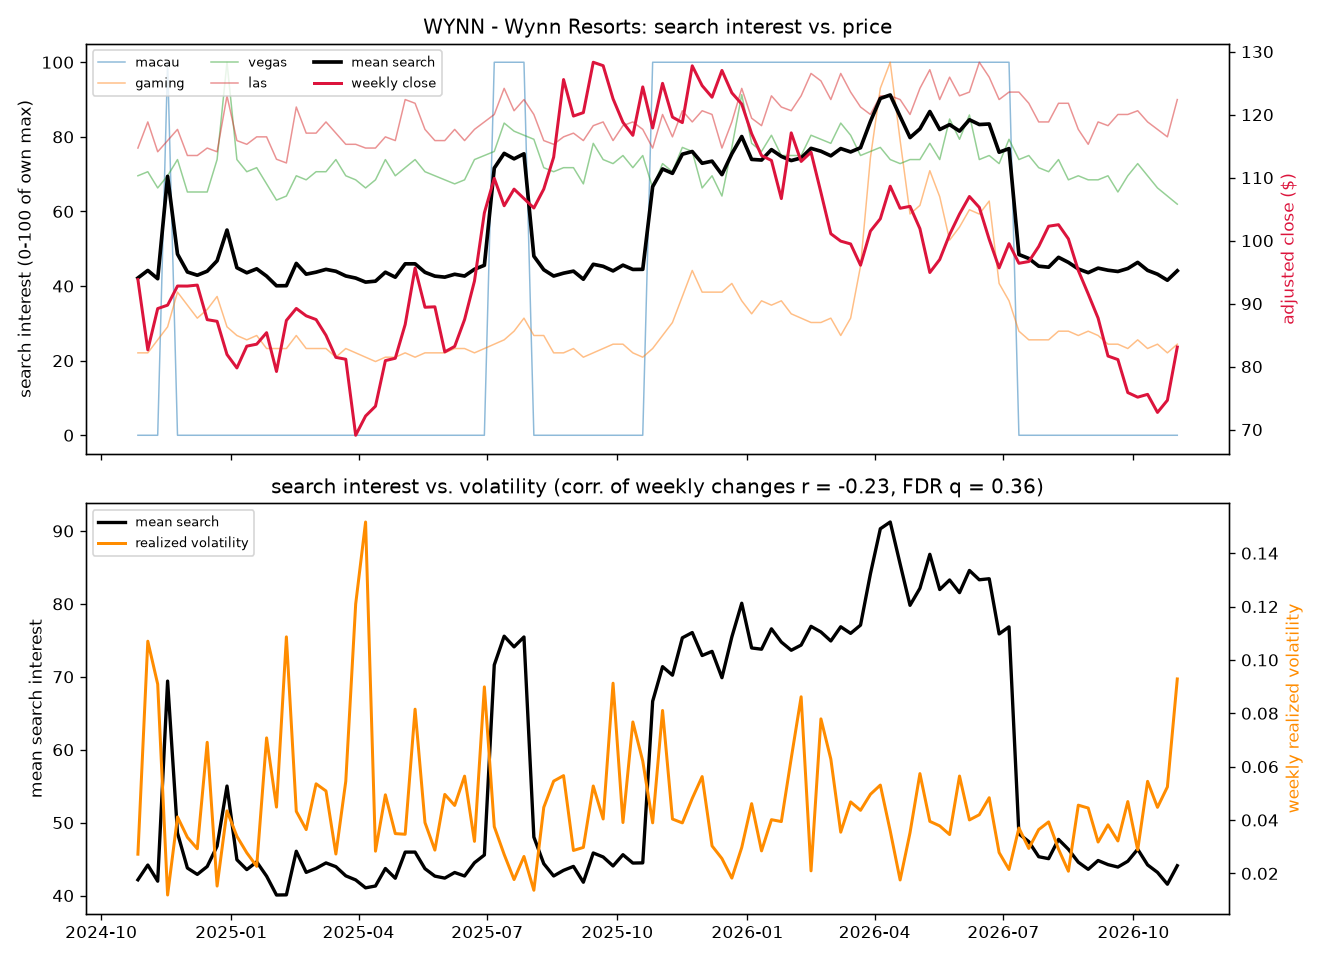 WYNN - Wynn Resorts: search interest vs. price
search interest (0-100 of own max)
100
80
60
40
20
0
macau
gaming
vegas
las
mean search
weekly close
130
120
110
100
90
80
70
adjusted close ($)
search interest vs. volatility (corr. of weekly changes r = -0.23, FDR q = 0.36)
mean search interest
90
80
70
60
50
40
mean search
realized volatility
0.14
0.12
0.10
0.08
0.06
0.04
0.02
weekly realized volatility
2024-10
2025-01
2025-04
2025-07
2025-10
2026-01
2026-04
2026-07
2026-10